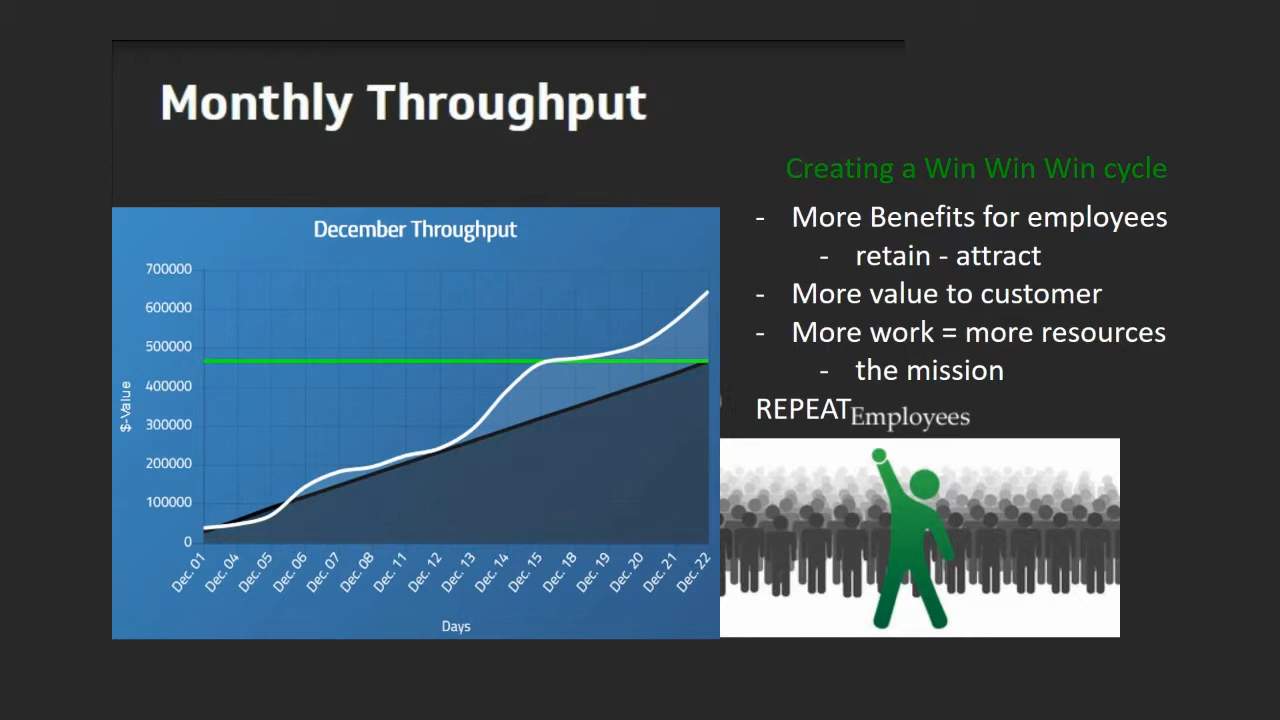 Monthly Throughput
Creating a Win Win Win cycle
- More Benefits for employees
- retain - attract
- More value to customer
- More work = more resources
- the mission
REPEAT
Employees
December Throughput
700000
600000
500000
400000
300000
200000
100000
0
$-Value
Dec. 01
Dec. 04
Dec. 05
Dec. 06
Dec. 07
Dec. 08
Dec. 11
Dec. 12
Dec. 13
Dec. 14
Dec. 15
Dec. 18
Dec. 19
Dec. 20
Dec. 21
Dec. 22
Days